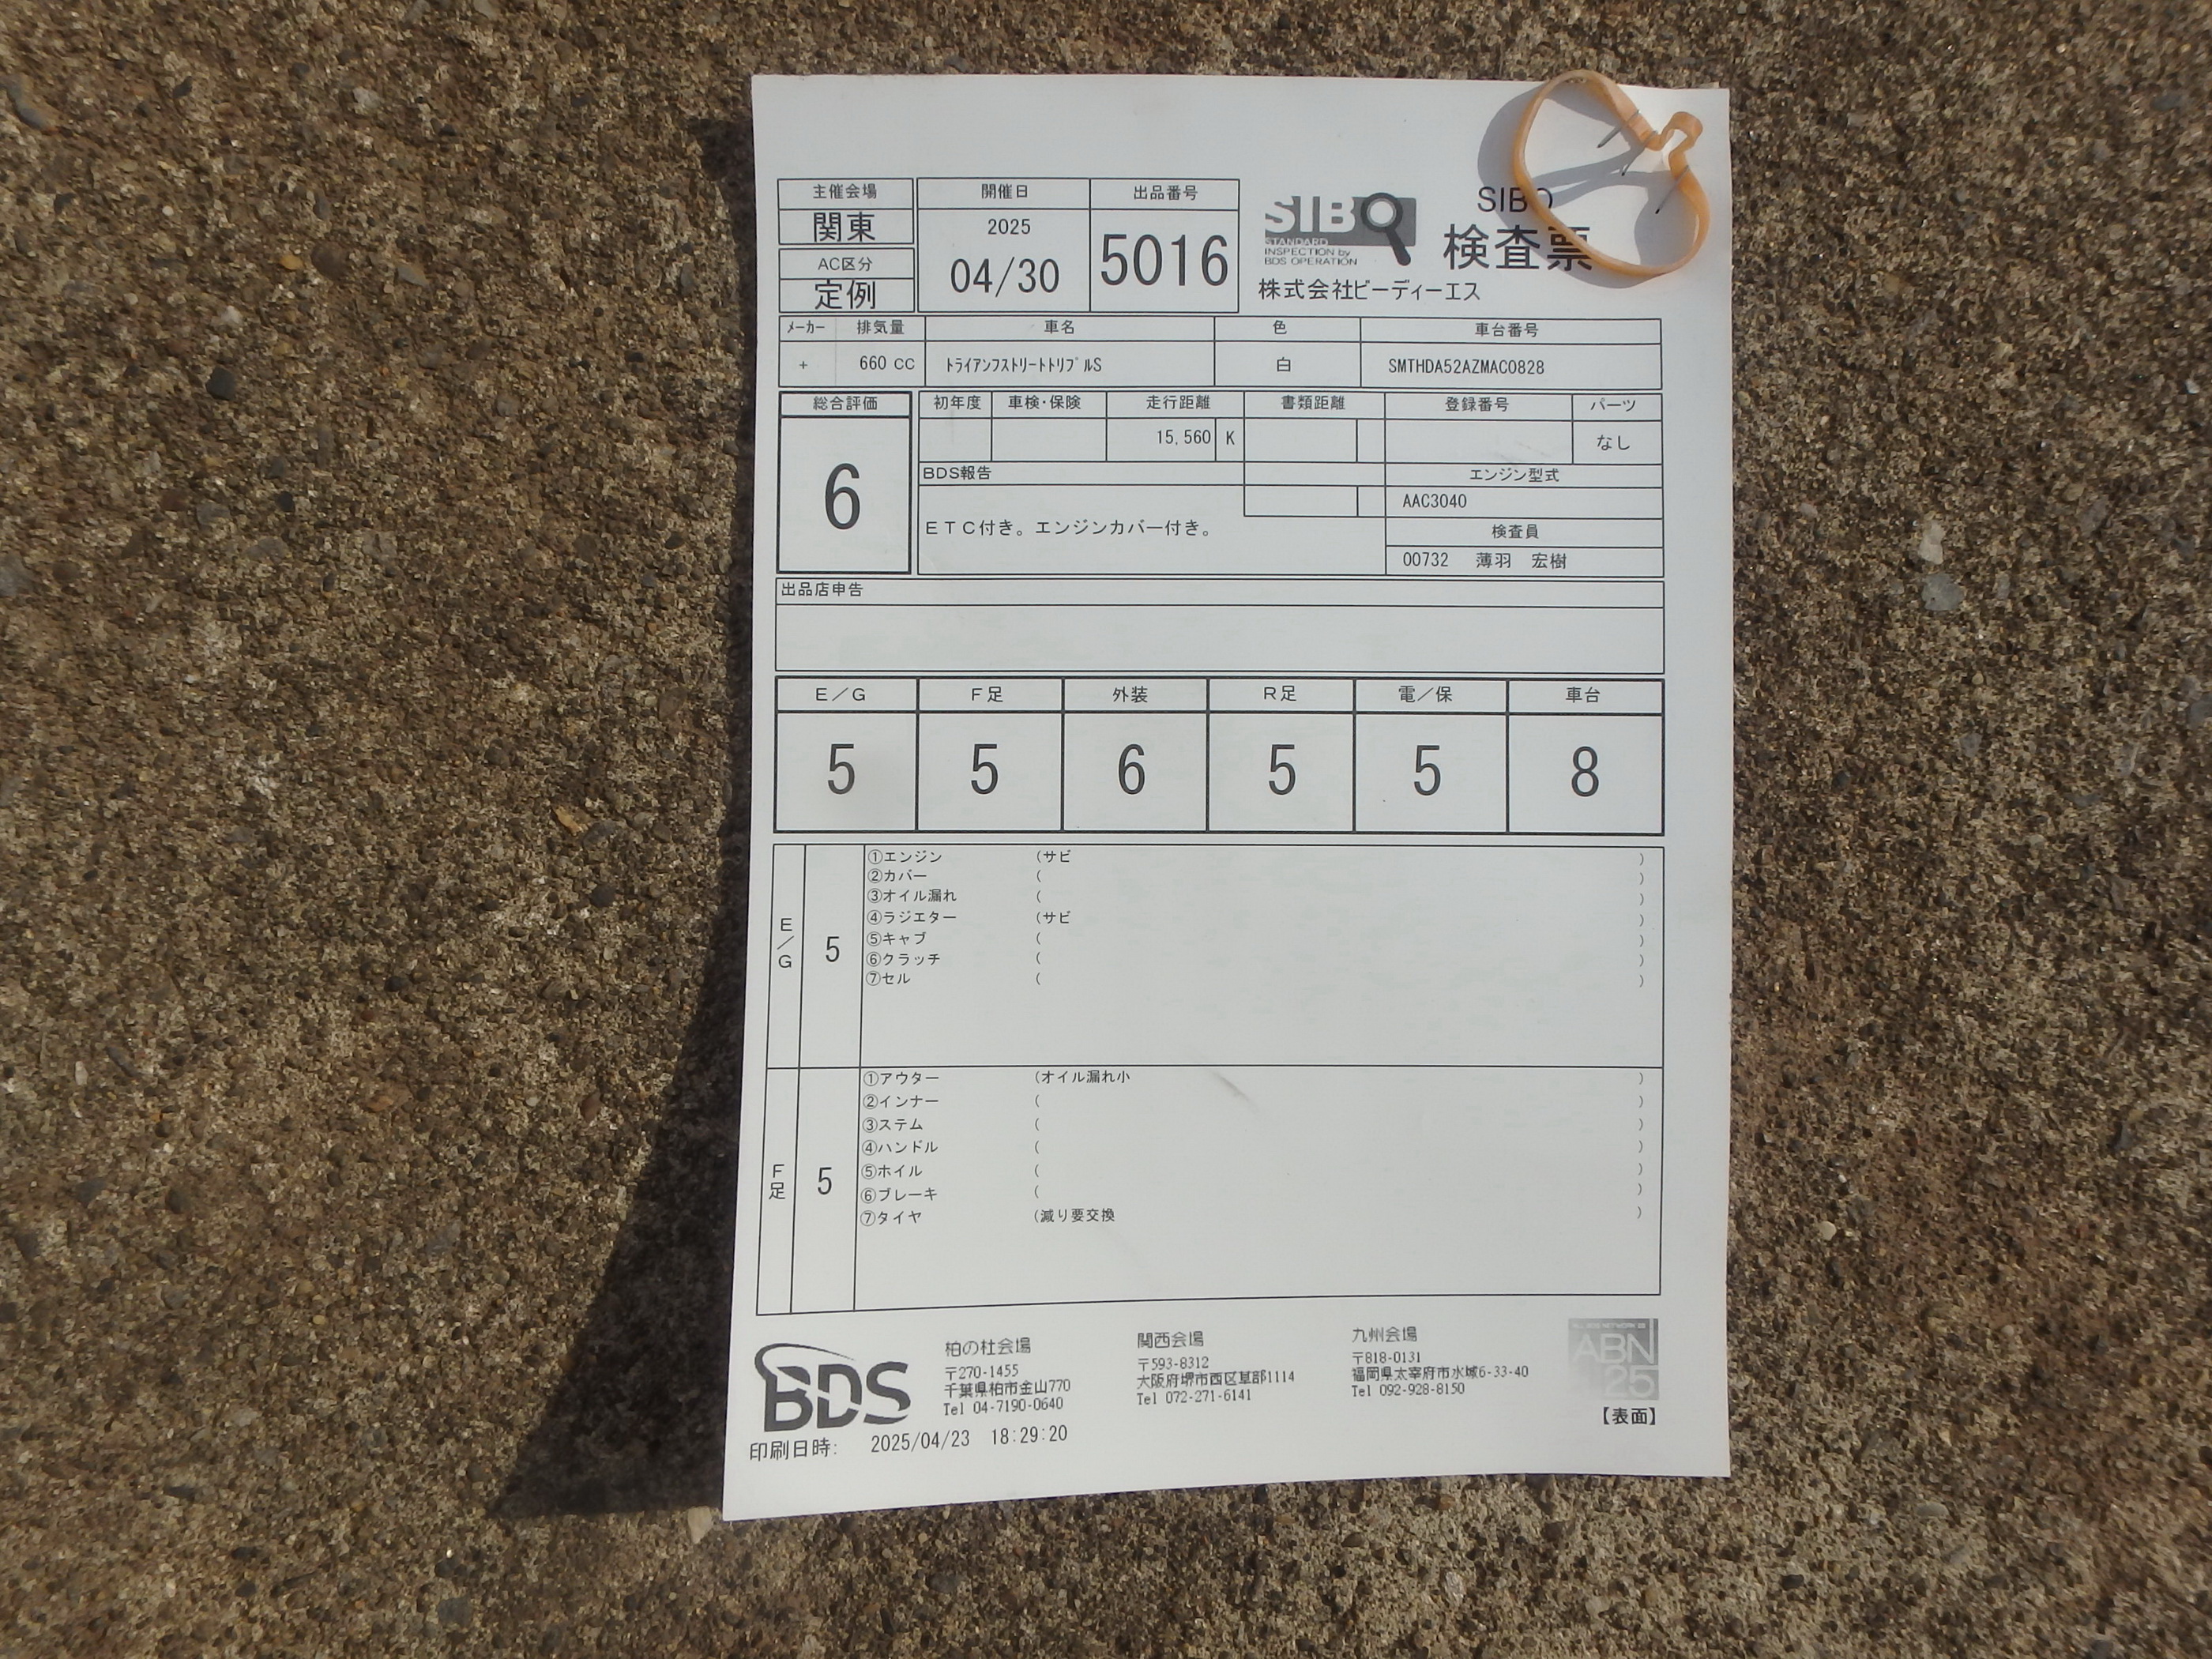 主催会場 開催日 出品番号
関東 2025 04/30 5016
AC区分
定例
SIBO
STANDARD
INSPECTION by
BDS OPERATION
SIBO
検査票
株式会社ビーディーエス
メーカー 排気量 車名 色 車台番号
+ 660 CC トライアンフストリートトリプルS 白 SMTHDA52AZMAC0828
総合評価 初年度 車検・保険 走行距離 書類距離 登録番号 パーツ
6 15,560 K なし
BDS報告 エンジン型式
AAC3040
ETC付き。エンジンカバー付き。 検査員
00732 薄羽 宏樹
出品店申告
E/G F足 外装 R足 電/保 車台
5 5 6 5 5 8
E/G 5
①エンジン (サビ )
②カバー ( )
③オイル漏れ ( )
④ラジエター (サビ )
⑤キャブ ( )
⑥クラッチ ( )
⑦セル ( )
F足 5
①アウター (オイル漏れ小 )
②インナー ( )
③ステム ( )
④ハンドル ( )
⑤ホイル ( )
⑥ブレーキ ( )
⑦タイヤ (減り要交換 )
BDS
柏の杜会場
〒270-1455
千葉県柏市金山770
Tel 04-7190-0640
関西会場
〒593-8312
大阪府堺市西区草部1114
Tel 072-271-6141
九州会場
〒818-0131
福岡県太宰府市水城6-33-40
Tel 092-928-8150
ABN
25
【表面】
印刷日時: 2025/04/23 18:29:20